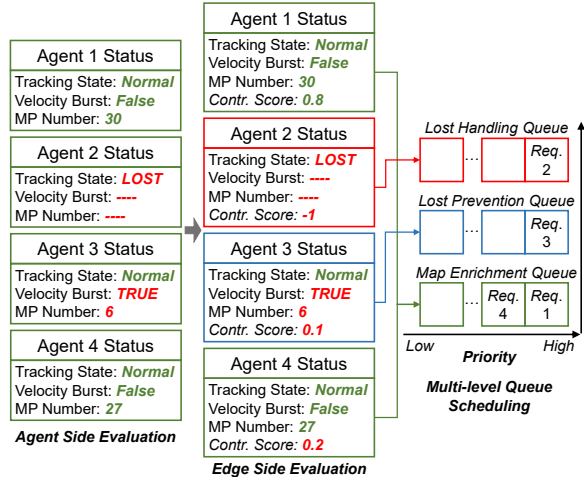 Agent 1 Status
Tracking State: Normal
Velocity Burst: False
MP Number: 30
Agent 2 Status
Tracking State: LOST
Velocity Burst: ----
MP Number: ----
Agent 3 Status
Tracking State: Normal
Velocity Burst: TRUE
MP Number: 6
Agent 4 Status
Tracking State: Normal
Velocity Burst: False
MP Number: 27
Agent Side Evaluation
Agent 1 Status
Tracking State: Normal
Velocity Burst: False
MP Number: 30
Contr. Score: 0.8
Agent 2 Status
Tracking State: LOST
Velocity Burst: ----
MP Number: ----
Contr. Score: -1
Agent 3 Status
Tracking State: Normal
Velocity Burst: TRUE
MP Number: 6
Contr. Score: 0.1
Agent 4 Status
Tracking State: Normal
Velocity Burst: False
MP Number: 27
Contr. Score: 0.2
Edge Side Evaluation
Lost Handling Queue
... Req. 2
Lost Prevention Queue
... Req. 3
Map Enrichment Queue
... Req. 4 Req. 1
Low High
Priority
Multi-level Queue
Scheduling